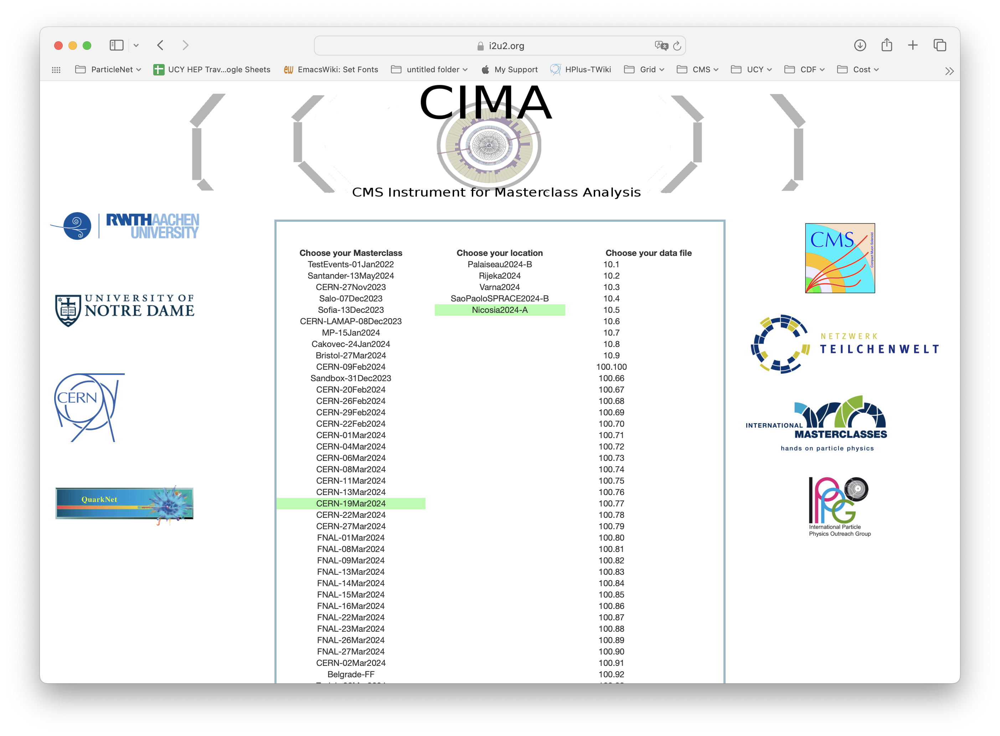 i2u2.org
ParticleNet
UCY HEP Trav...ogle Sheets
EmacsWiki: Set Fonts
untitled folder
My Support
HPlus-TWiki
Grid
CMS
UCY
CDF
Cost
CIMA
CMS Instrument for Masterclass Analysis
RWTHAACHEN
UNIVERSITY
UNIVERSITY OF
NOTRE DAME
CERN
QuarkNet
Choose your Masterclass
TestEvents-01Jan2022
Santander-13May2024
CERN-27Nov2023
Salo-07Dec2023
Sofia-13Dec2023
CERN-LAMAP-08Dec2023
MP-15Jan2024
Cakovec-24Jan2024
Bristol-27Mar2024
CERN-09Feb2024
Sandbox-31Dec2023
CERN-20Feb2024
CERN-26Feb2024
CERN-29Feb2024
CERN-22Feb2024
CERN-01Mar2024
CERN-04Mar2024
CERN-06Mar2024
CERN-08Mar2024
CERN-11Mar2024
CERN-13Mar2024
CERN-19Mar2024
CERN-22Mar2024
CERN-27Mar2024
FNAL-01Mar2024
FNAL-08Mar2024
FNAL-09Mar2024
FNAL-13Mar2024
FNAL-14Mar2024
FNAL-15Mar2024
FNAL-16Mar2024
FNAL-22Mar2024
FNAL-23Mar2024
FNAL-26Mar2024
FNAL-27Mar2024
CERN-02Mar2024
Belgrade-FF
Choose your location
Palaiseau2024-B
Rijeka2024
Varna2024
SaoPaoloSPRACE2024-B
Nicosia2024-A
Choose your data file
10.1
10.2
10.3
10.4
10.5
10.6
10.7
10.8
10.9
100.100
100.66
100.67
100.68
100.69
100.70
100.71
100.72
100.73
100.74
100.75
100.76
100.77
100.78
100.79
100.80
100.81
100.82
100.83
100.84
100.85
100.86
100.87
100.88
100.89
100.90
100.91
100.92
CMS
Compact Muon Solenoid
NETZWERK
TEILCHENWELT
INTERNATIONAL
MASTERCLASSES
hands on particle physics
IPPOG
International Particle
Physics Outreach Group